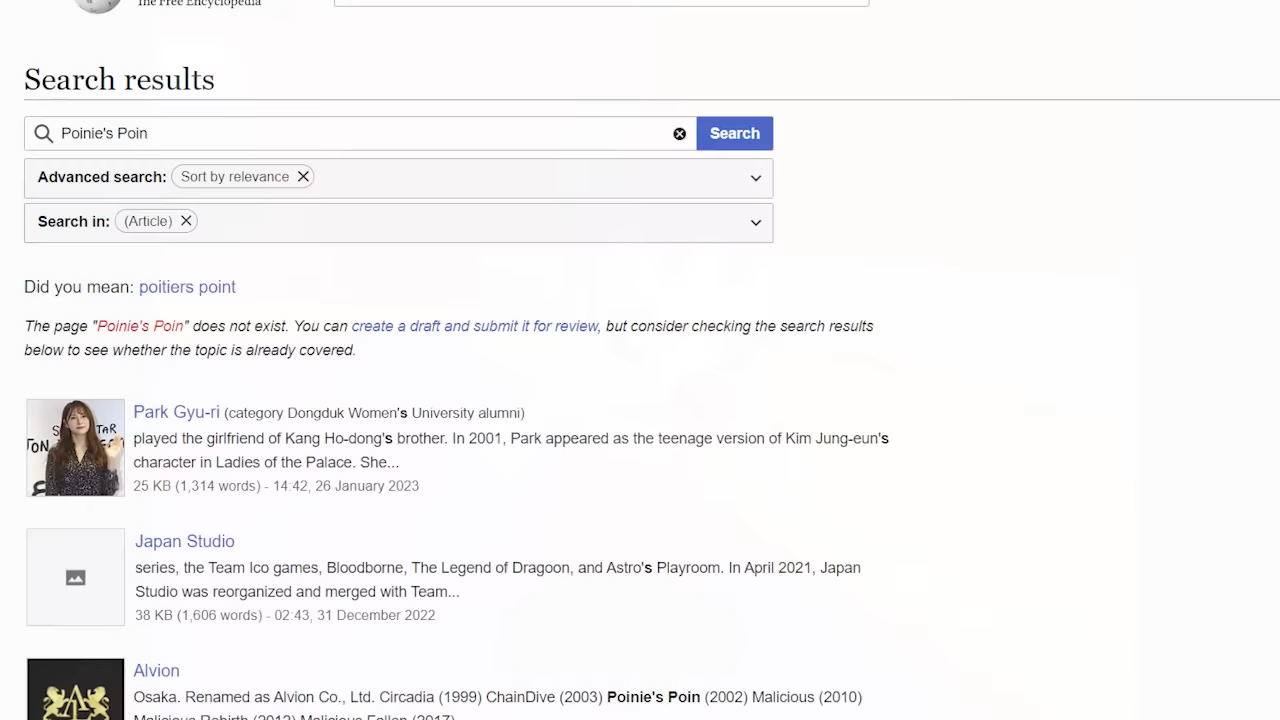 The Free Encyclopedia
Search results
Poinie's Poin
Search
Advanced search: Sort by relevance
Search in: (Article)
Did you mean: poitiers point
The page "Poinie's Poin" does not exist. You can create a draft and submit it for review, but consider checking the search results
below to see whether the topic is already covered.
Park Gyu-ri (category Dongduk Women's University alumni)
played the girlfriend of Kang Ho-dong's brother. In 2001, Park appeared as the teenage version of Kim Jung-eun's
character in Ladies of the Palace. She...
25 KB (1,314 words) - 14:42, 26 January 2023
Japan Studio
series, the Team Ico games, Bloodborne, The Legend of Dragoon, and Astro's Playroom. In April 2021, Japan
Studio was reorganized and merged with Team...
38 KB (1,606 words) - 02:43, 31 December 2022
Alvion
Osaka. Renamed as Alvion Co., Ltd. Circadia (1999) ChainDive (2003) Poinie's Poin (2002) Malicious (2010)
Malicious Rebirth (2012) Malicious Fallen (2017)